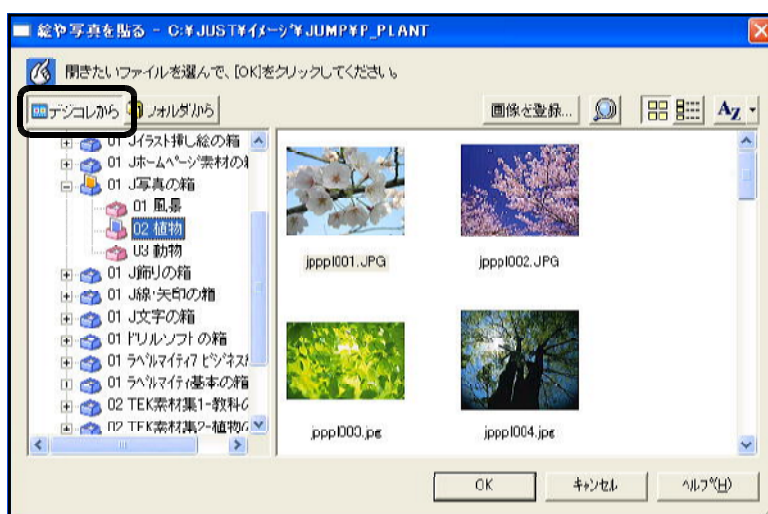 絵や写真を貼る - C:¥JUST¥イメージ¥JUMP¥P_PLANT
開きたいファイルを選んで、[OK]をクリックしてください。
デジコレから
フォルダから
画像を登録...
AZ
01 Jイラスト挿し絵の箱
01 Jホームページ素材の
01 J写真の箱
01 風景
02 植物
03 動物
01 J飾りの箱
01 J線・矢印の箱
01 J文字の箱
01 ドリルソフトの箱
01 ラベルマイティ7 ビジネス
01 ラベルマイティ基本の箱
02 TEK素材集1-教科の
02 TEK素材集2-植物の
jpppl001.JPG
jpppl002.JPG
jpppl003.jpg
jpppl004.jpg
OK
キャンセル
ヘルプ(H)